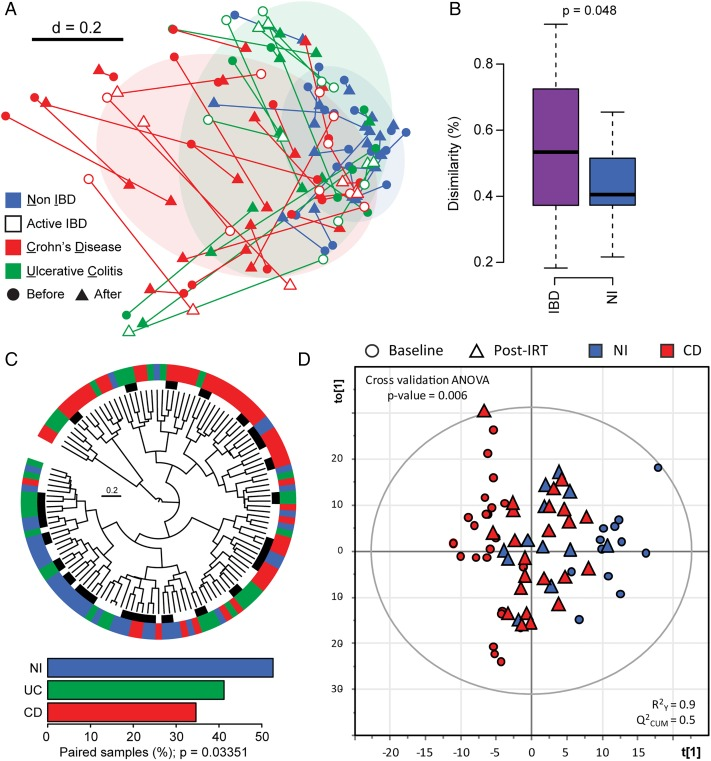 A
d = 0.2
Non IBD
Active IBD
Crohn's Disease
Ulcerative Colitis
Before After
B
p = 0.048
Disimilarity (%)
0.8
0.6
0.4
0.2
IBD
NI
C
0.2
NI
UC
CD
0 10 20 30 40 50
Paired samples (%); p = 0.03351
D
Baseline Post-IRT NI CD
to[1]
Cross validation ANOVA
p-value = 0.006
20
10
0
10
20
30
R²Y = 0.9
Q²CUM = 0.5
-20 -15 -10 -5 0 5 10 15 20
t[1]